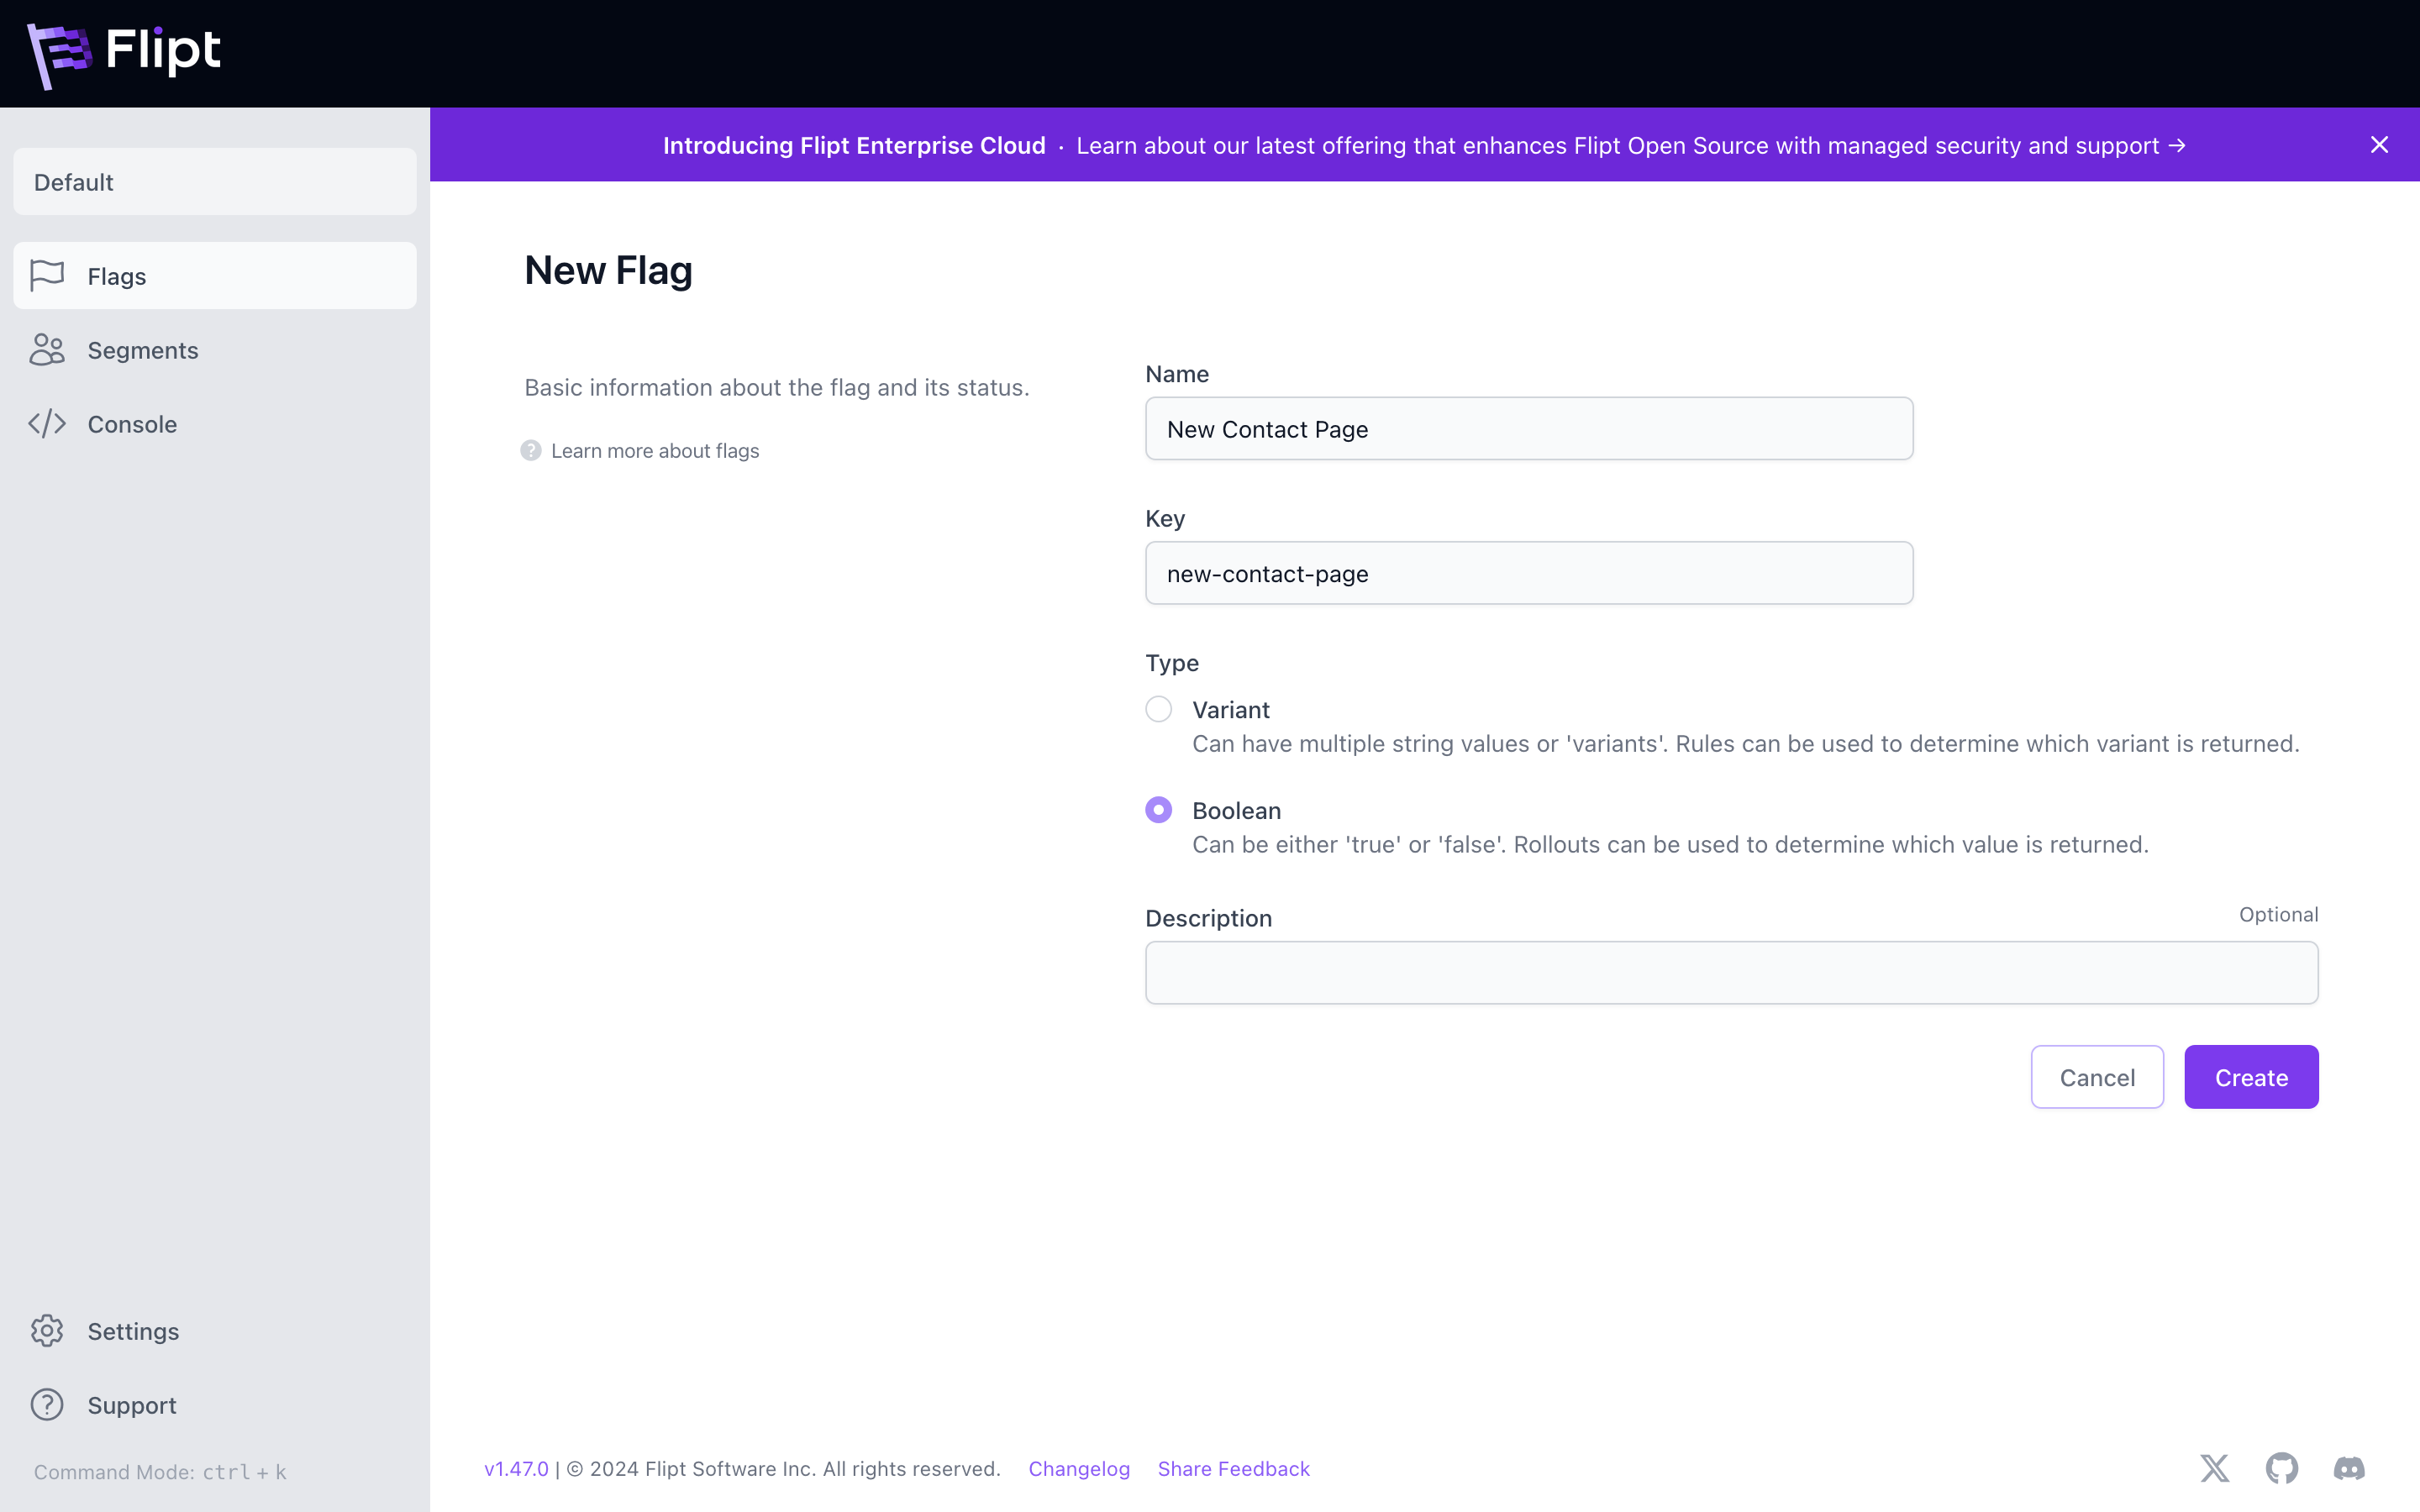 Flipt
Default
Flags
Segments
Console
Settings
Support
Command Mode: ctrl + k
Introducing Flipt Enterprise Cloud · Learn about our latest offering that enhances Flipt Open Source with managed security and support →
New Flag
Basic information about the flag and its status.
? Learn more about flags
Name
New Contact Page
Key
new-contact-page
Type
Variant
Can have multiple string values or 'variants'. Rules can be used to determine which variant is returned.
Boolean
Can be either 'true' or 'false'. Rollouts can be used to determine which value is returned.
Description
Optional
Cancel
Create
v1.47.0 | © 2024 Flipt Software Inc. All rights reserved. Changelog Share Feedback